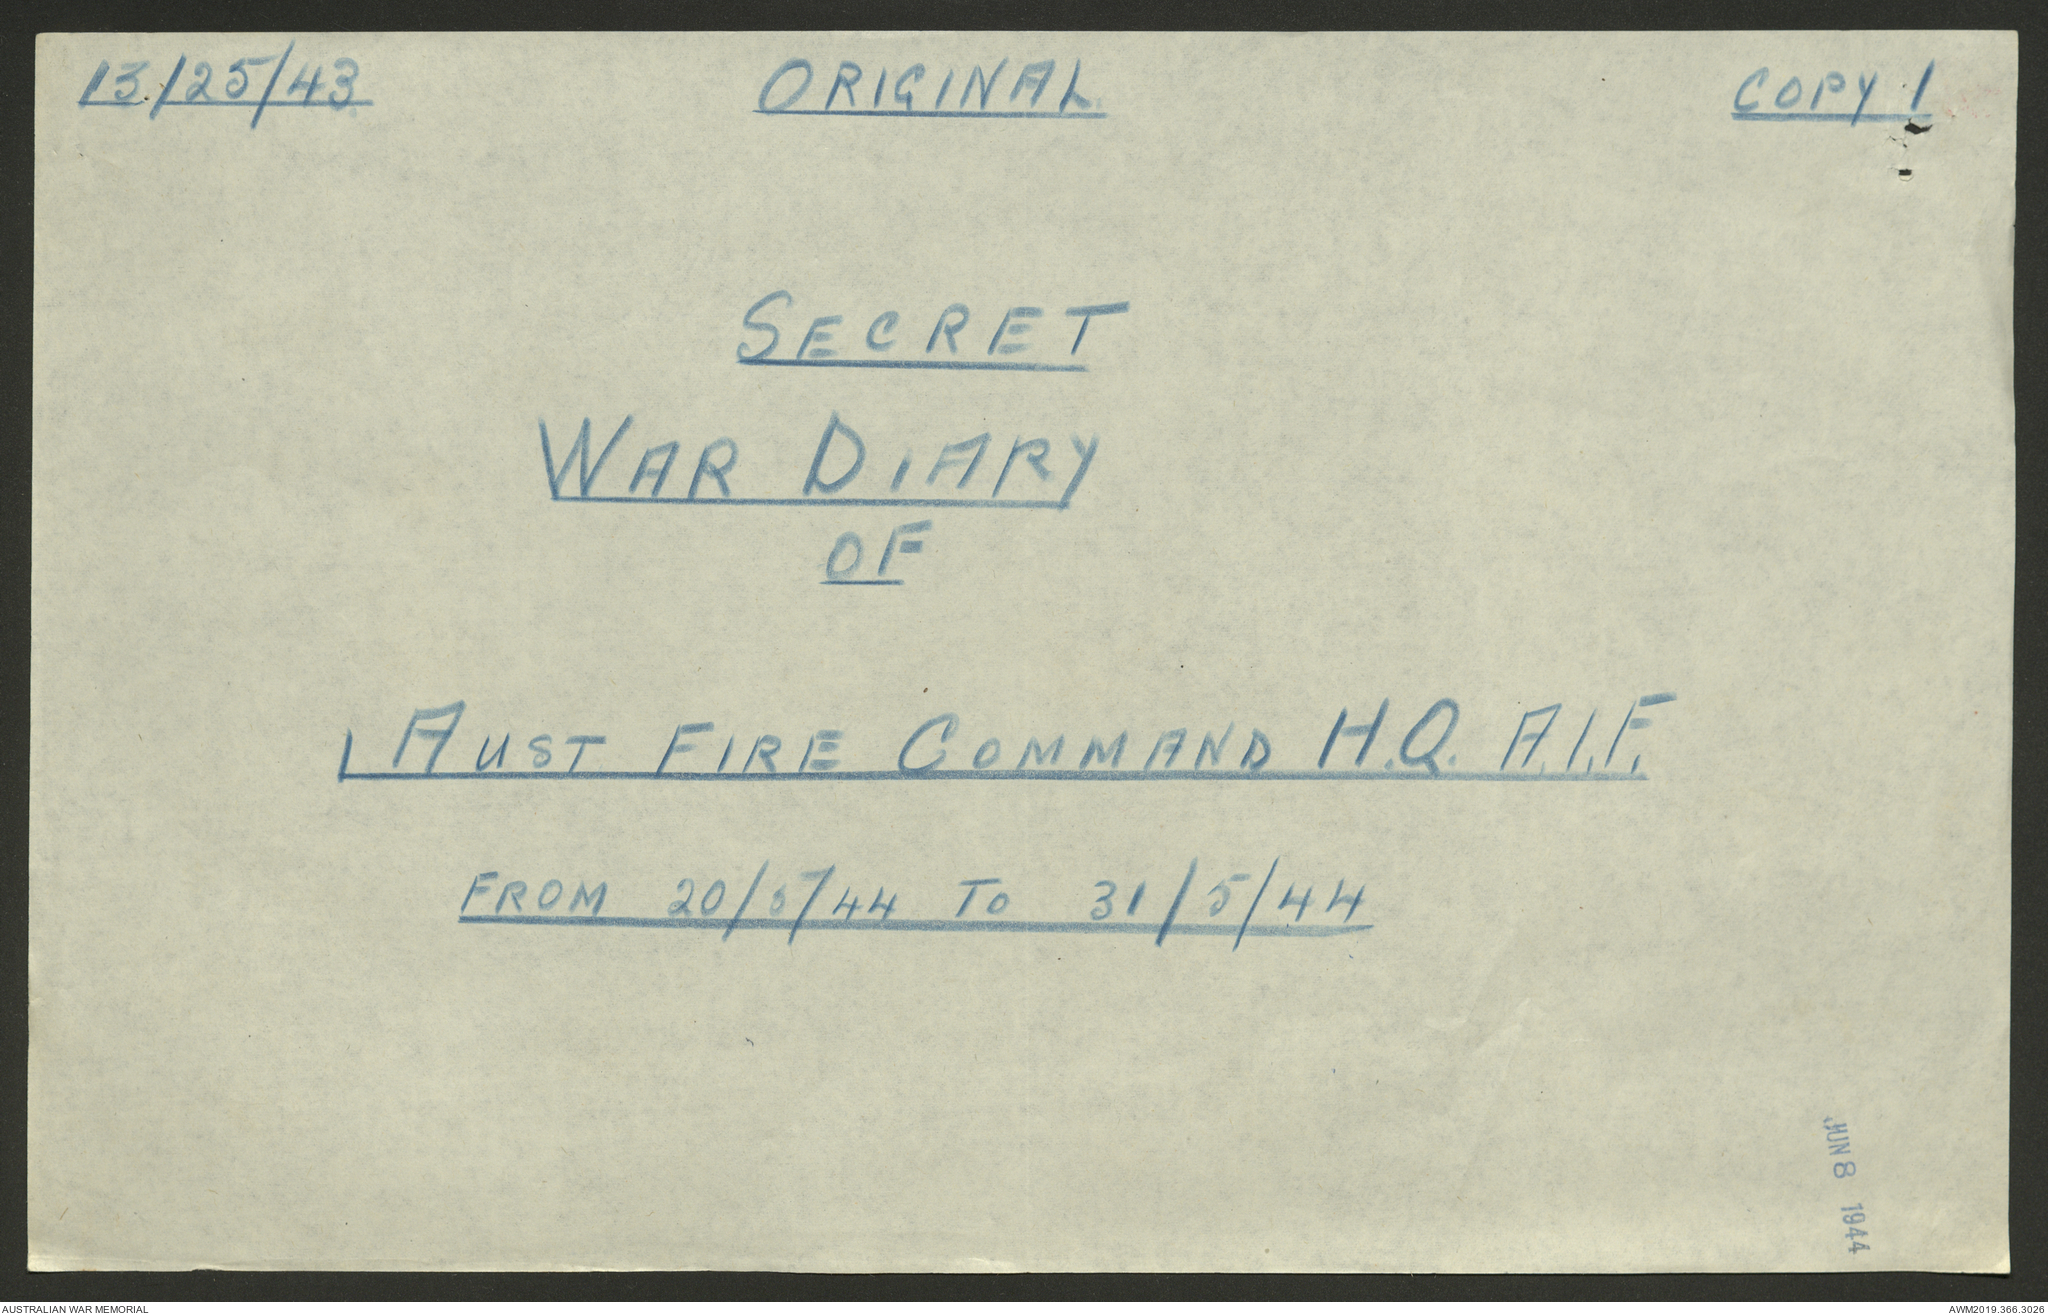 13/25/43 ORIGINAL COPY 1
SECRET
WAR DIARY
OF
1 AUST FIRE COMMAND H.Q. A.I.F.
FROM 20/5/44 TO 31/5/44
JUN 8 1944
AUSTRALIAN WAR MEMORIAL AWM2019.366.3026